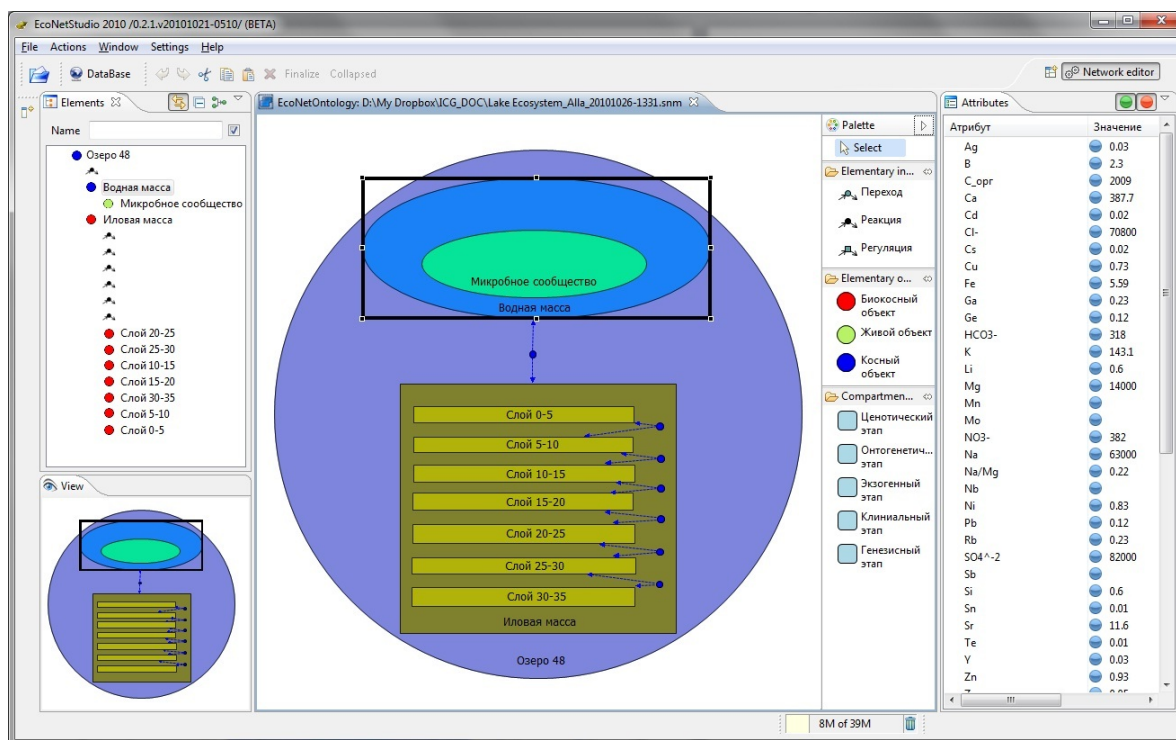 EcoNetStudio 2010 /0.2.1.v20101021-0510/ (BETA)
File Actions Window Settings Help
DataBase Finalize Collapsed
Network editor
Elements
Name
Озеро 48
Водная масса
Микробное сообщество
Иловая масса
Слой 20-25
Слой 25-30
Слой 10-15
Слой 15-20
Слой 30-35
Слой 5-10
Слой 0-5
View
EcoNetOntology: D:\My Dropbox\ICG_DOC\Lake Ecosystem_Alla_20101026-1331.snm
Микробное сообщество
Водная масса
Слой 0-5
Слой 5-10
Слой 10-15
Слой 15-20
Слой 20-25
Слой 25-30
Слой 30-35
Иловая масса
Озеро 48
Palette
Select
Elementary in...
Переход
Реакция
Регуляция
Elementary o...
Биокосный
объект
Живой объект
Косный
объект
Compartmen...
Ценотический
этап
Онтогенетич...
этап
Экзогенный
этап
Клиниальный
этап
Генезисный
этап
Attributes
Атрибут Значение
Ag 0.03
B 2.3
C_opr 2009
Ca 387.7
Cd 0.02
Cl- 70800
Cs 0.02
Cu 0.73
Fe 5.59
Ga 0.23
Ge 0.12
HCO3- 318
K 143.1
Li 0.6
Mg 14000
Mn
Mo
NO3- 382
Na 63000
Na/Mg 0.22
Nb
Ni 0.83
Pb 0.12
Rb 0.23
SO4^-2 82000
Sb
Si 0.6
Sn 0.01
Sr 11.6
Te 0.01
Y 0.03
Zn 0.93
8M of 39M